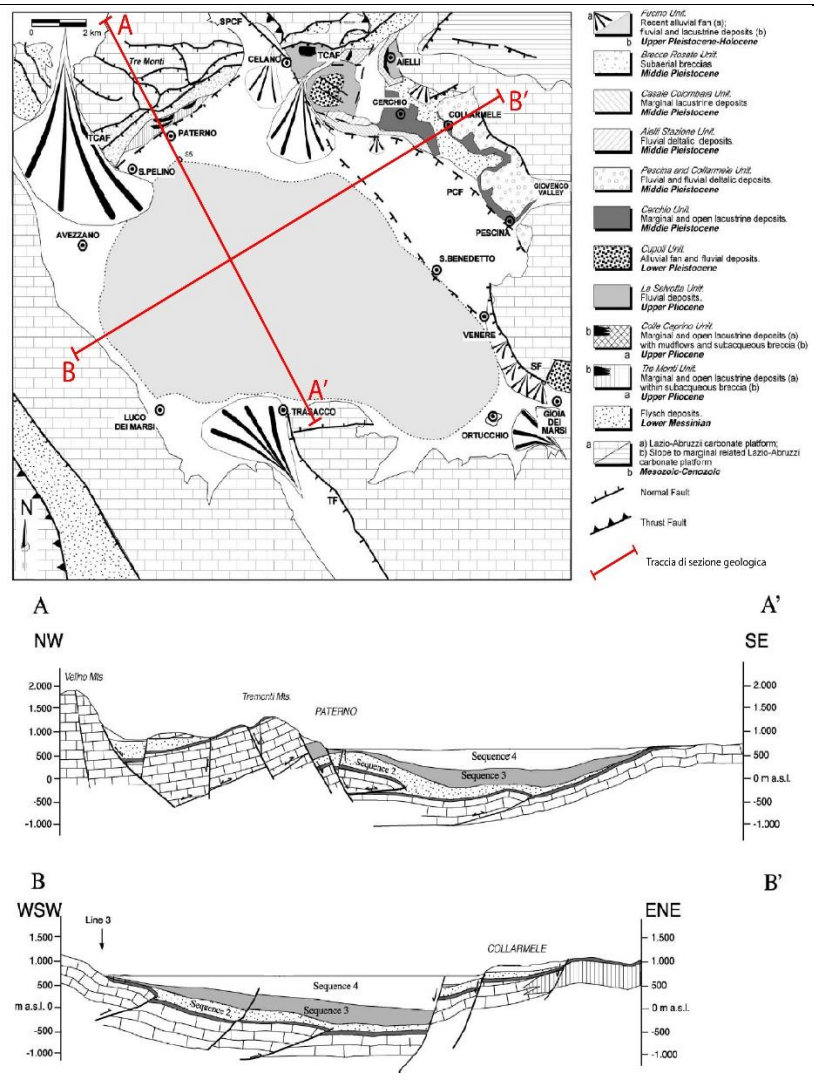 0 2 km
A
SPCF
TCAF
AIELLI
CELANO
Tre Monti
B'
CERCHIO
COLLARMELE
PATERNO
TCAF
S.PELINO
GIOVENCO
VALLEY
PCF
AVEZZANO
PESCINA
S.BENEDETTO
VENERE
B
SF
A'
TRASACCO
LUCO
DEI MARSI
ORTUCCHIO
GIOIA
DEI
MARSI
TF
N
a
b
Fucino Unit.
Recent alluvial fan (a);
fluvial and lacustrine deposits (b)
Upper Pleistocene-Holocene
Brecce Rosate Unit.
Subaerial breccias
Middle Pleistocene
Casale Colombaia Unit.
Marginal lacustrine deposits
Middle Pleistocene
Aielli Stazione Unit.
Fluvial deltaic deposits.
Middle Pleistocene
Pescina and Collarmele Unit.
Fluvial and fluvial deltalic deposits.
Middle Pleistocene
Cerchio Unit.
Marginal and open lacustrine deposits.
Middle Pleistocene
Cupoli Unit.
Alluvial fan and fluvial deposits.
Lower Pleistocene
La Selvotta Unit.
Fluvial deposits.
Upper Pliocene
b
a
Colle Caprino Unit.
Marginal and open lacustrine deposits (a)
with mudflows and subacqueous breccia (b)
Upper Pliocene
b
a
Tre Monti Unit.
Marginal and open lacustrine deposits (a)
within subacqueous breccia (b)
Upper Pliocene
Flysch deposits.
Lower Messinian
a
b
a) Lazio-Abruzzi carbonate platform;
b) Slope to marginal related Lazio-Abruzzi
carbonate platform
Mesozoic-Cenozoic
Normal Fault
Thrust Fault
Traccia di sezione geologica
A A'
NW SE
Velino Mts
Tremonti Mts.
PATERNO
2.000
1.500
1.000
500
0
-500
-1.000
Sequence 4
Sequence 2
Sequence 3
2.000
1.500
1.000
500
0 m a.s.l.
-500
-1.000
B B'
WSW ENE
Line 3
COLLARMELE
1.500
1.000
500
m a.s.l. 0
-500
-1.000
Sequence 4
Sequence 2
Sequence 3
1.500
1.000
500
m a.s.l. 0
-500
-1.000